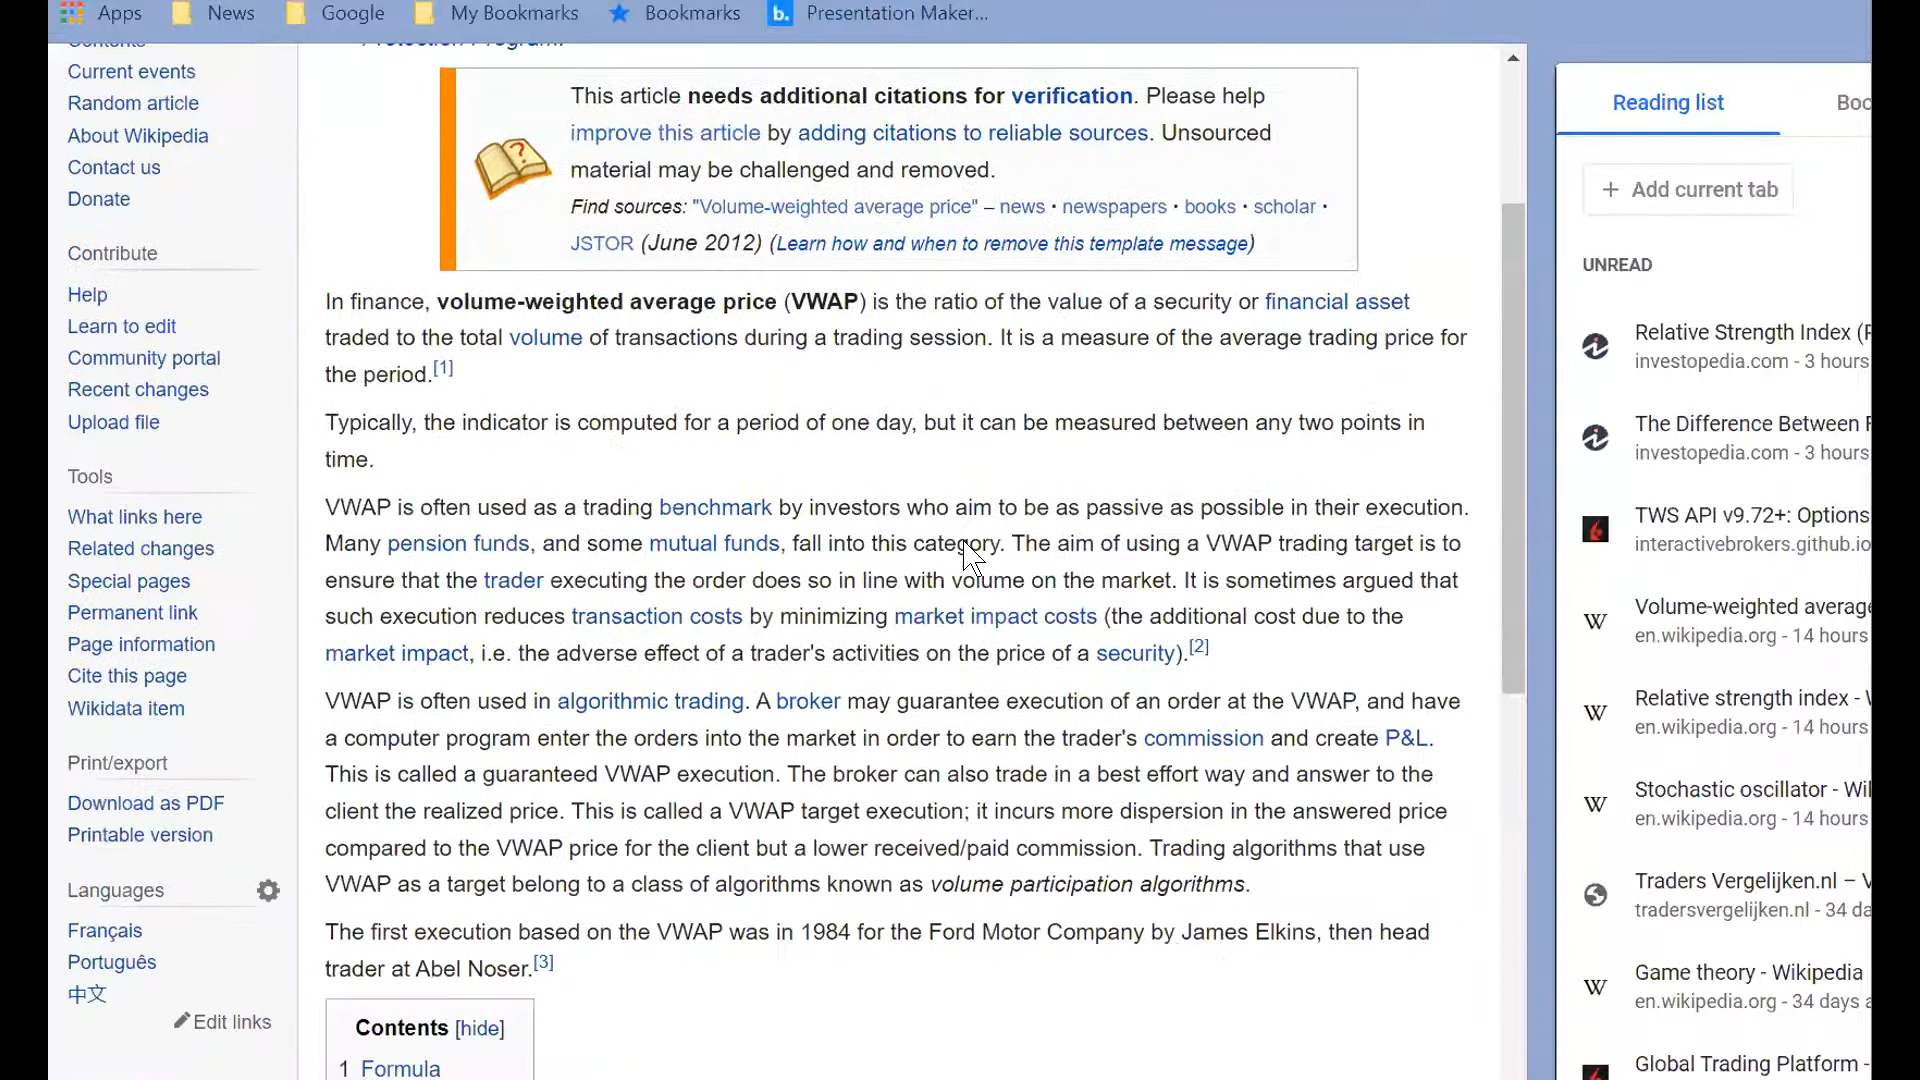 Apps News Google My Bookmarks Bookmarks b. Presentation Maker...
Contents
Current events
Random article
About Wikipedia
Contact us
Donate
Contribute
Help
Learn to edit
Community portal
Recent changes
Upload file
Tools
What links here
Related changes
Special pages
Permanent link
Page information
Cite this page
Wikidata item
Print/export
Download as PDF
Printable version
Languages
Français
Português
中文
Edit links
Protection Program.
This article needs additional citations for verification. Please help
improve this article by adding citations to reliable sources. Unsourced
material may be challenged and removed.
Find sources: "Volume-weighted average price" – news · newspapers · books · scholar ·
JSTOR (June 2012) (Learn how and when to remove this template message)
In finance, volume-weighted average price (VWAP) is the ratio of the value of a security or financial asset
traded to the total volume of transactions during a trading session. It is a measure of the average trading price for
the period.[1]
Typically, the indicator is computed for a period of one day, but it can be measured between any two points in
time.
VWAP is often used as a trading benchmark by investors who aim to be as passive as possible in their execution.
Many pension funds, and some mutual funds, fall into this category. The aim of using a VWAP trading target is to
ensure that the trader executing the order does so in line with volume on the market. It is sometimes argued that
such execution reduces transaction costs by minimizing market impact costs (the additional cost due to the
market impact, i.e. the adverse effect of a trader's activities on the price of a security).[2]
VWAP is often used in algorithmic trading. A broker may guarantee execution of an order at the VWAP, and have
a computer program enter the orders into the market in order to earn the trader's commission and create P&L.
This is called a guaranteed VWAP execution. The broker can also trade in a best effort way and answer to the
client the realized price. This is called a VWAP target execution; it incurs more dispersion in the answered price
compared to the VWAP price for the client but a lower received/paid commission. Trading algorithms that use
VWAP as a target belong to a class of algorithms known as volume participation algorithms.
The first execution based on the VWAP was in 1984 for the Ford Motor Company by James Elkins, then head
trader at Abel Noser.[3]
Contents [hide]
1 Formula
Reading list Boo
+ Add current tab
UNREAD
Relative Strength Index (R
investopedia.com - 3 hours
The Difference Between F
investopedia.com - 3 hours
TWS API v9.72+: Options
interactivebrokers.github.io
W Volume-weighted average
en.wikipedia.org - 14 hours
W Relative strength index - W
en.wikipedia.org - 14 hours
W Stochastic oscillator - Wi
en.wikipedia.org - 14 hours
Traders Vergelijken.nl – V
tradersvergelijken.nl - 34 da
W Game theory - Wikipedia
en.wikipedia.org - 34 days a
Global Trading Platform -